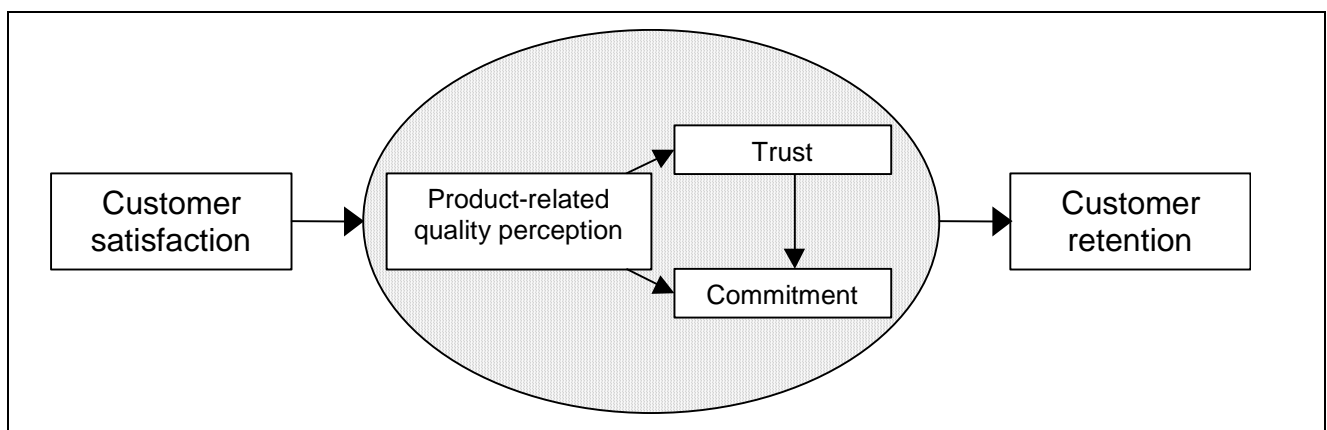 Customer
satisfaction
Product-related
quality perception
Trust
Commitment
Customer
retention